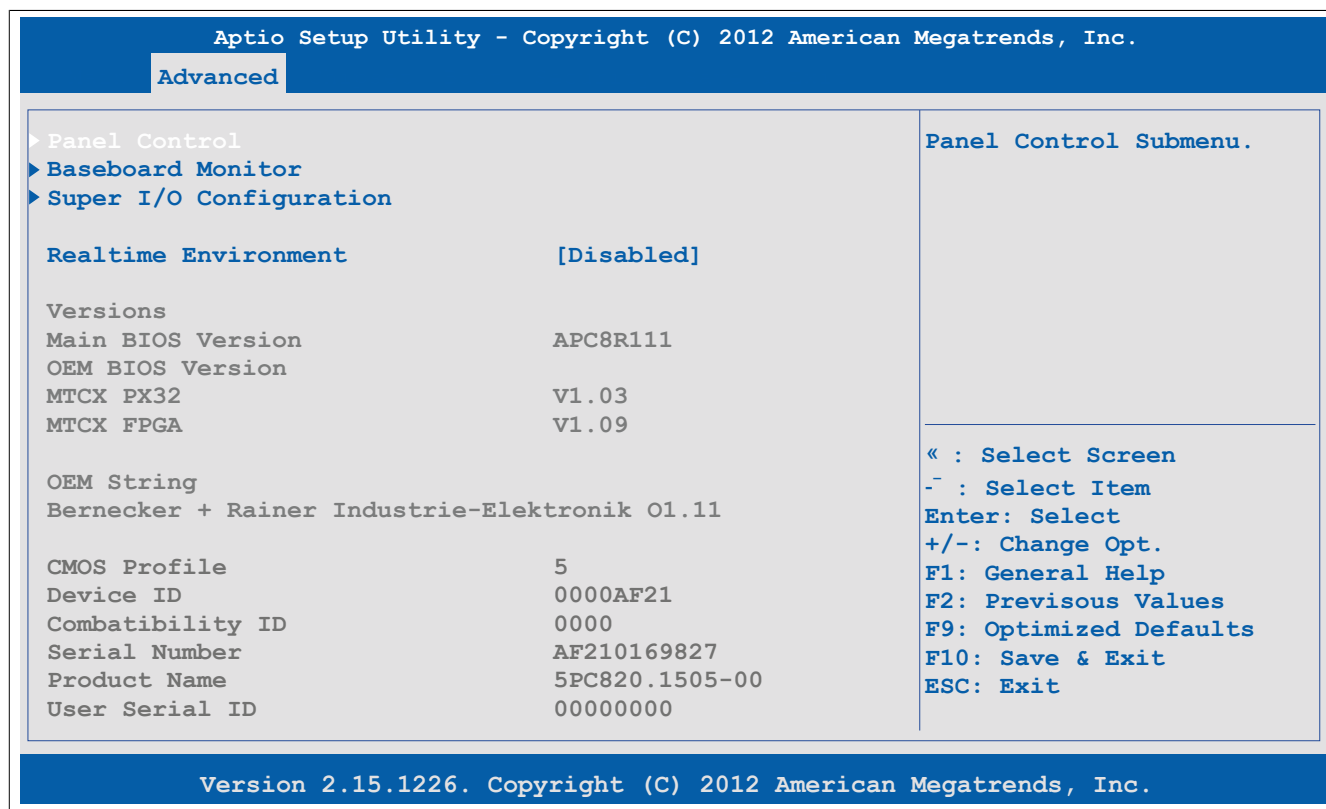 Aptio Setup Utility - Copyright (C) 2012 American Megatrends, Inc.
Advanced
Panel Control
Baseboard Monitor
Super I/O Configuration
Realtime Environment [Disabled]
Versions
Main BIOS Version APC8R111
OEM BIOS Version
MTCX PX32 V1.03
MTCX FPGA V1.09
OEM String
Bernecker + Rainer Industrie-Elektronik O1.11
CMOS Profile 5
Device ID 0000AF21
Combatibility ID 0000
Serial Number AF210169827
Product Name 5PC820.1505-00
User Serial ID 00000000
Panel Control Submenu.
« : Select Screen
-¯ : Select Item
Enter: Select
+/-: Change Opt.
F1: General Help
F2: Previsous Values
F9: Optimized Defaults
F10: Save & Exit
ESC: Exit
Version 2.15.1226. Copyright (C) 2012 American Megatrends, Inc.